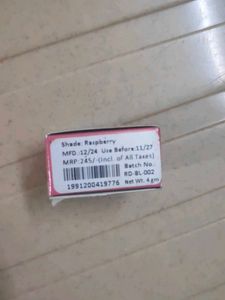 Shade: Raspberry
MFD.:12/24 Use Before:11/27
MRP:245/-(Incl. of All Taxes)
Batch No.
RD-BL-002
Net Wt. 4 gm
1991200419776